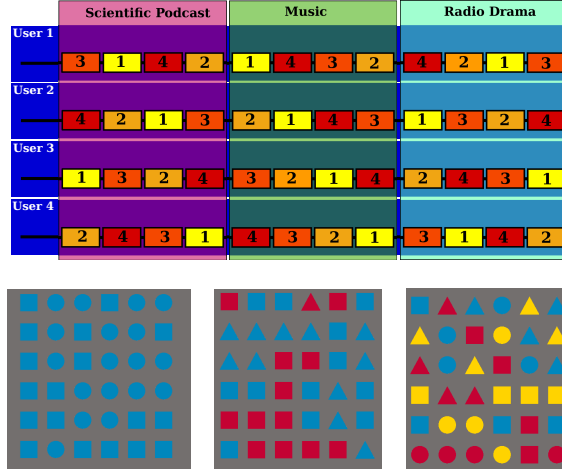 Scientific Podcast Music Radio Drama
User 1
3 1 4 2 1 4 3 2 4 2 1 3
User 2
4 2 1 3 2 1 4 3 1 3 2 4
User 3
1 3 2 4 3 2 1 4 2 4 3 1
User 4
2 4 3 1 4 3 2 1 3 1 4 2